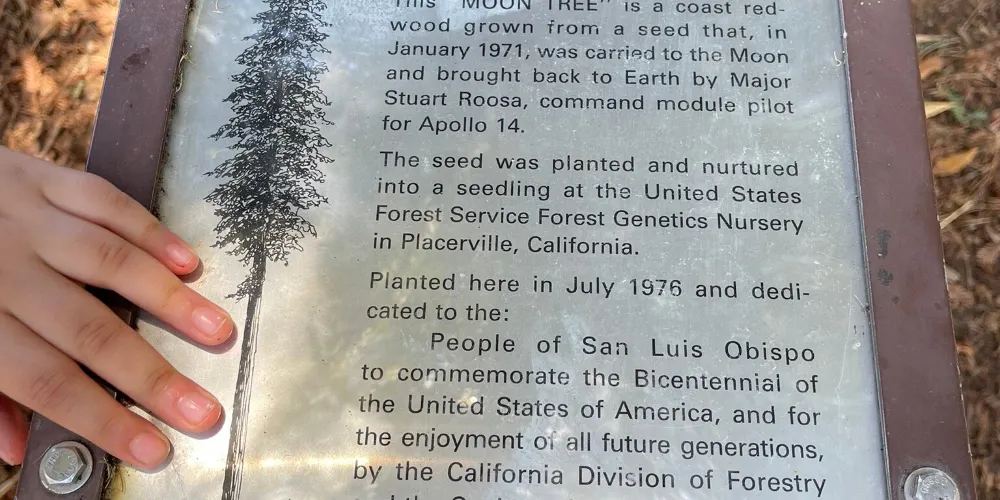 This "MOON TREE" is a coast red-
wood grown from a seed that, in
January 1971, was carried to the Moon
and brought back to Earth by Major
Stuart Roosa, command module pilot
for Apollo 14.
The seed was planted and nurtured
into a seedling at the United States
Forest Service Forest Genetics Nursery
in Placerville, California.
Planted here in July 1976 and dedi-
cated to the:
People of San Luis Obispo
to commemorate the Bicentennial of
the United States of America, and for
the enjoyment of all future generations,
by the California Division of Forestry